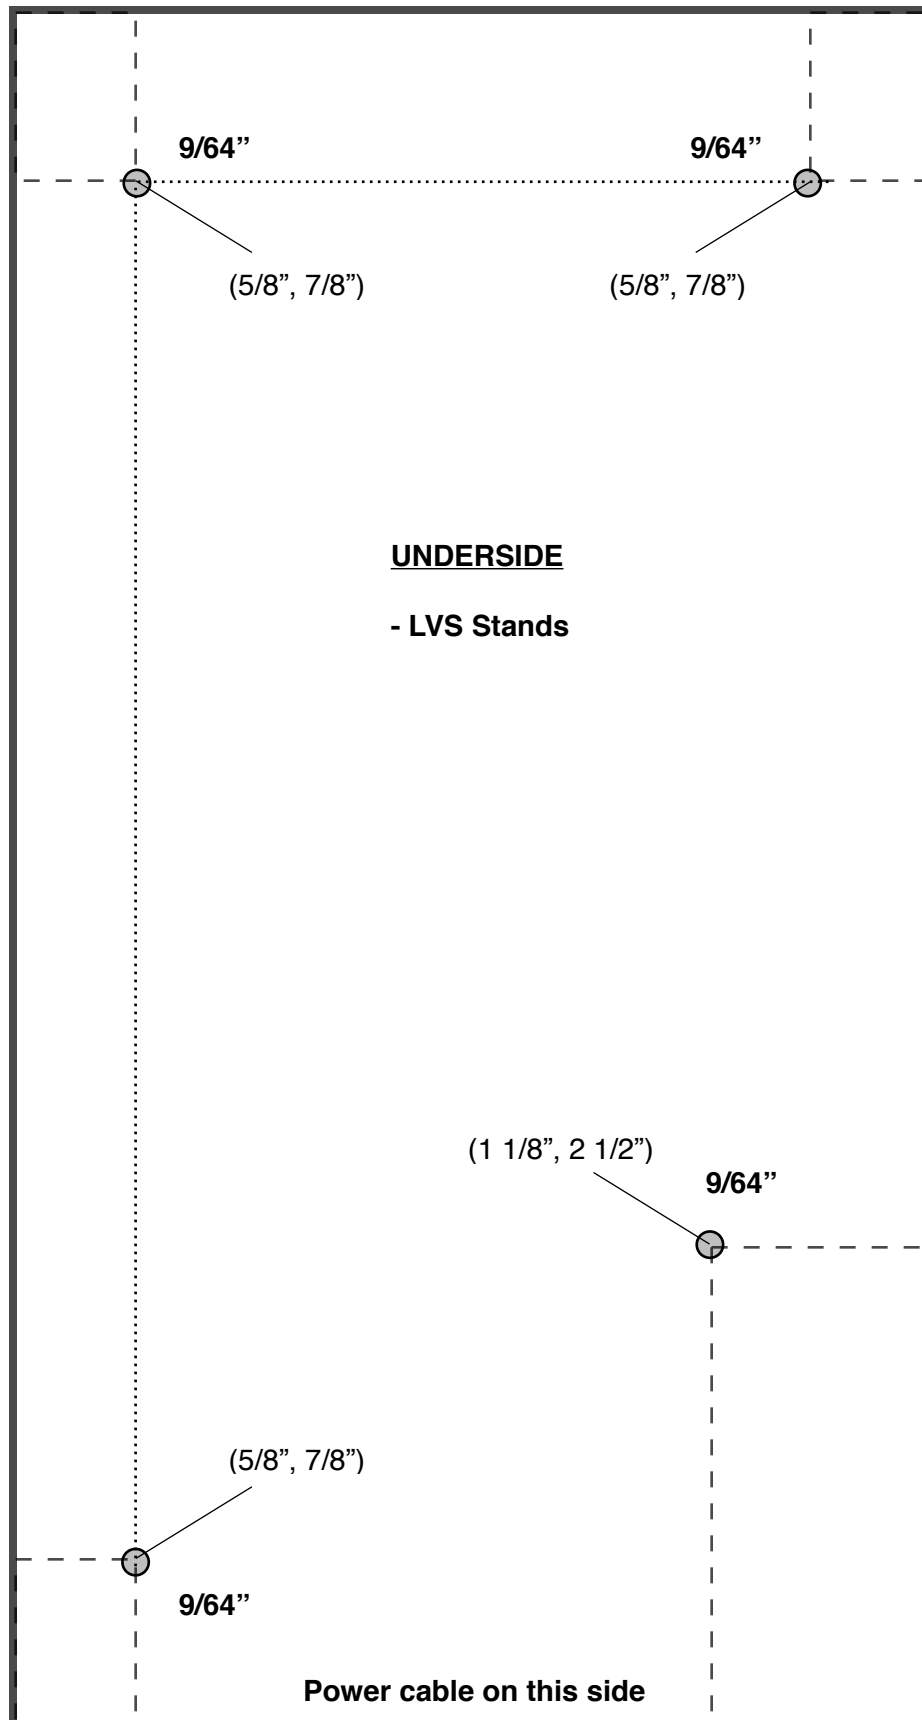 9/64” 9/64”
(5/8”, 7/8”) (5/8”, 7/8”)
UNDERSIDE
- LVS Stands
(1 1/8”, 2 1/2”)
9/64”
(5/8”, 7/8”)
9/64”
Power cable on this side